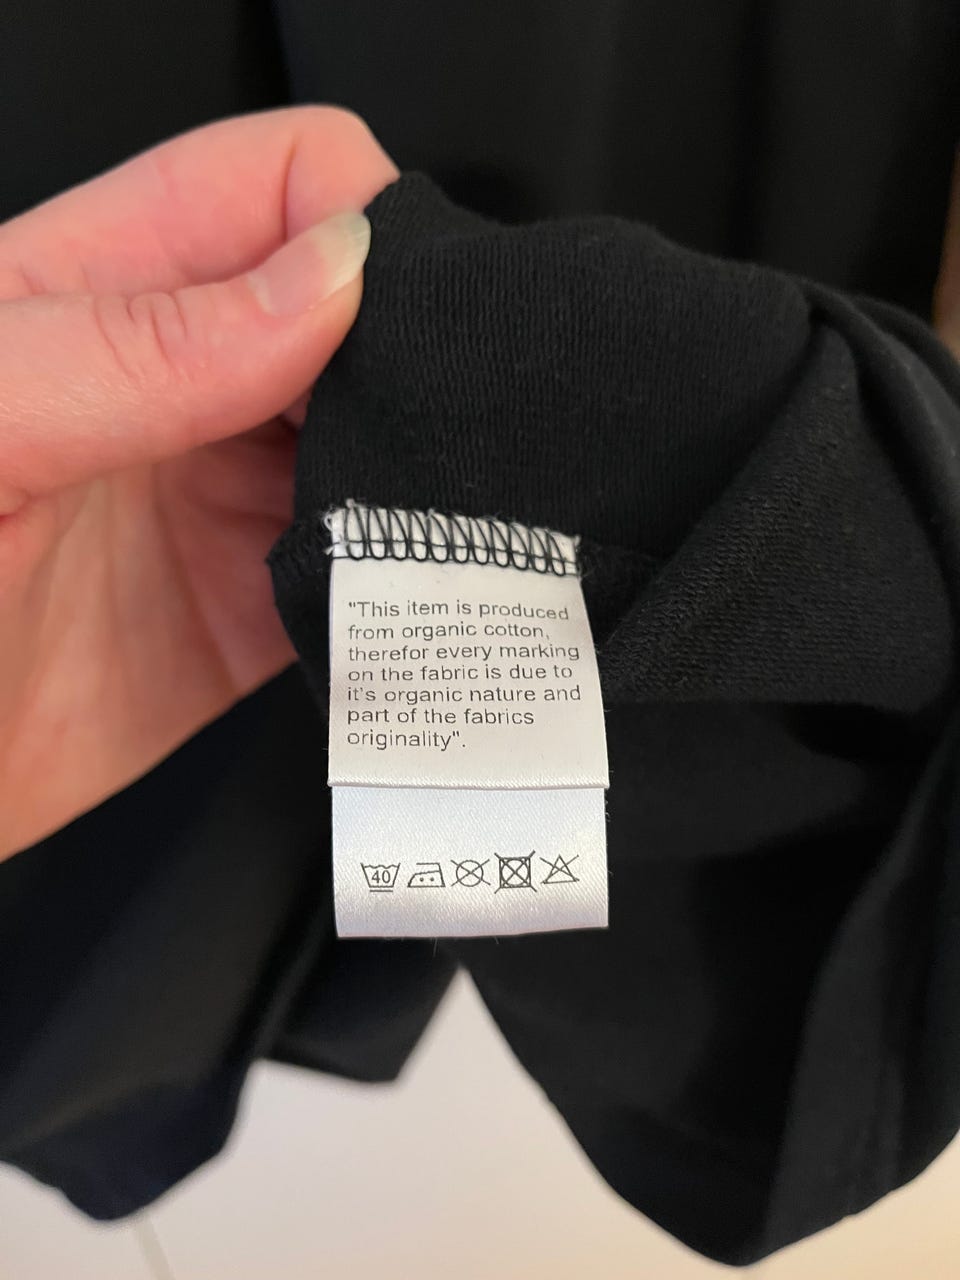 "This item is produced
from organic cotton,
therefor every marking
on the fabric is due to
it's organic nature and
part of the fabrics
originality".
40